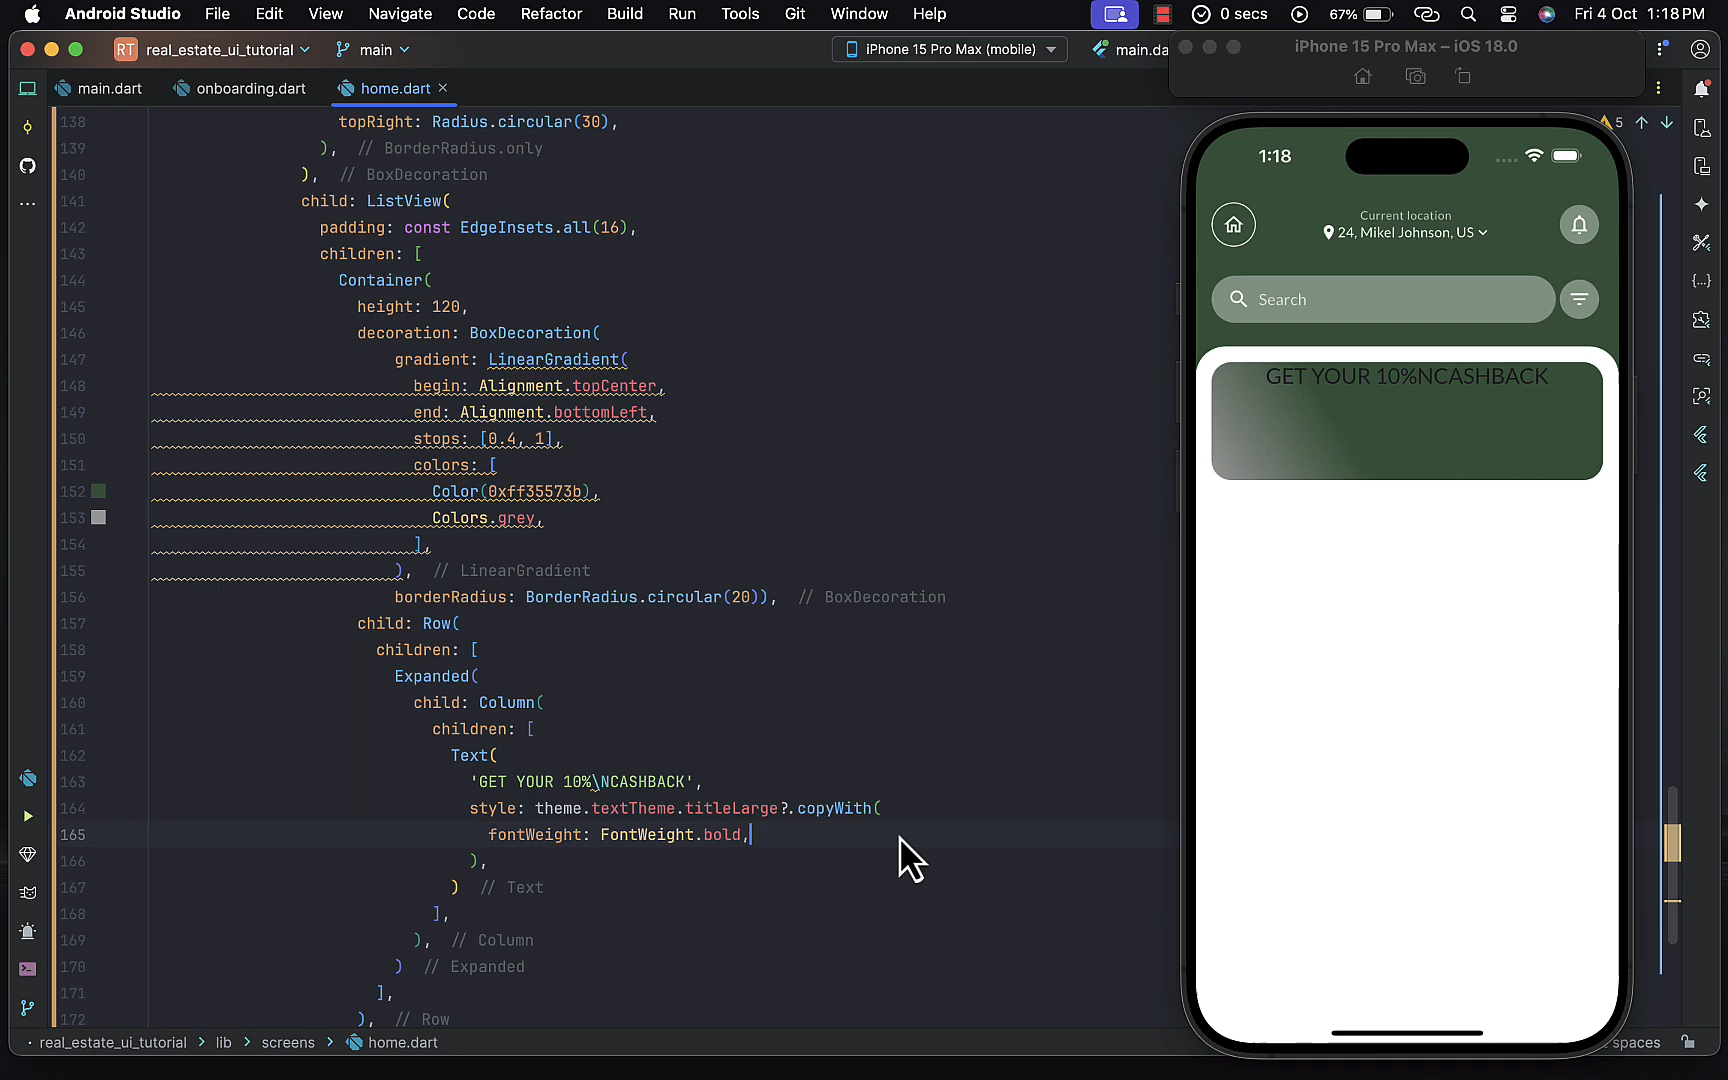 Android Studio File Edit View Navigate Code Refactor Build Run Tools Git Window Help 0 secs 67% Fri 4 Oct 1:18 PM
RT real_estate_ui_tutorial main iPhone 15 Pro Max (mobile) main.da
iPhone 15 Pro Max – iOS 18.0
main.dart onboarding.dart home.dart
5
138 topRight: Radius.circular(30),
139 ), // BorderRadius.only
140 ), // BoxDecoration
141 child: ListView(
142 padding: const EdgeInsets.all(16),
143 children: [
144 Container(
145 height: 120,
146 decoration: BoxDecoration(
147 gradient: LinearGradient(
148 begin: Alignment.topCenter,
149 end: Alignment.bottomLeft,
150 stops: [0.4, 1],
151 colors: [
152 Color(0xff35573b),
153 Colors.grey,
154 ],
155 ), // LinearGradient
156 borderRadius: BorderRadius.circular(20)), // BoxDecoration
157 child: Row(
158 children: [
159 Expanded(
160 child: Column(
161 children: [
162 Text(
163 'GET YOUR 10%\NCASHBACK',
164 style: theme.textTheme.titleLarge?.copyWith(
165 fontWeight: FontWeight.bold,
166 ),
167 ) // Text
168 ],
169 ), // Column
170 ) // Expanded
171 ],
172 ), // Row
1:18
Current location
24, Mikel Johnson, US
Search
GET YOUR 10%NCASHBACK
real_estate_ui_tutorial > lib > screens > home.dart
spaces